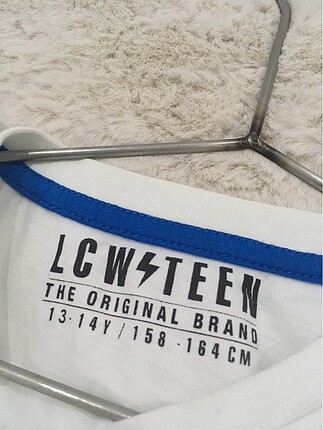 LCW⚡TEEN
THE ORIGINAL BRAND
13-14Y / 158 - 164 CM